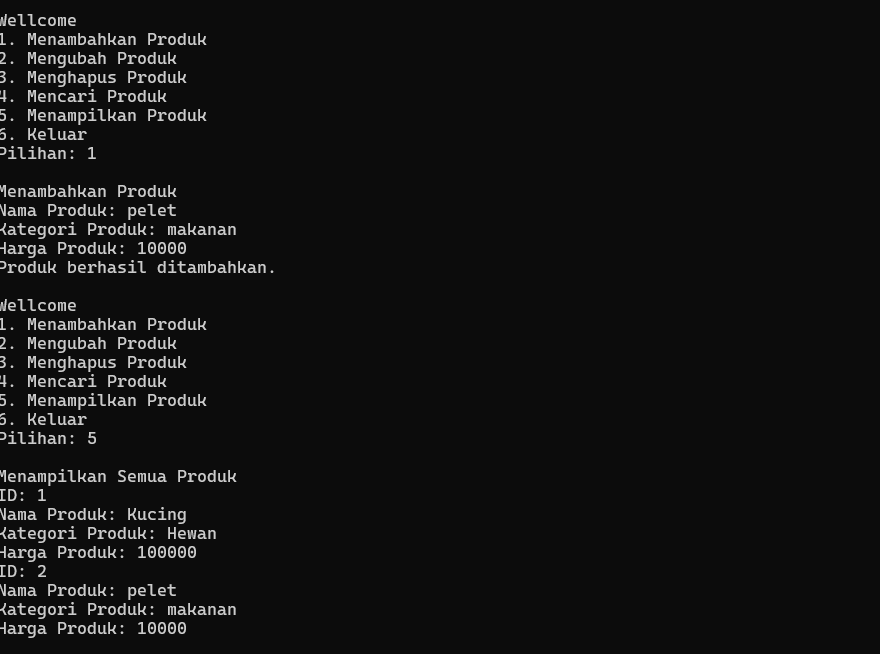 Wellcome
1. Menambahkan Produk
2. Mengubah Produk
3. Menghapus Produk
4. Mencari Produk
5. Menampilkan Produk
6. Keluar
Pilihan: 1
Menambahkan Produk
Nama Produk: pelet
Kategori Produk: makanan
Harga Produk: 10000
Produk berhasil ditambahkan.
Wellcome
1. Menambahkan Produk
2. Mengubah Produk
3. Menghapus Produk
4. Mencari Produk
5. Menampilkan Produk
6. Keluar
Pilihan: 5
Menampilkan Semua Produk
ID: 1
Nama Produk: Kucing
Kategori Produk: Hewan
Harga Produk: 100000
ID: 2
Nama Produk: pelet
Kategori Produk: makanan
Harga Produk: 10000